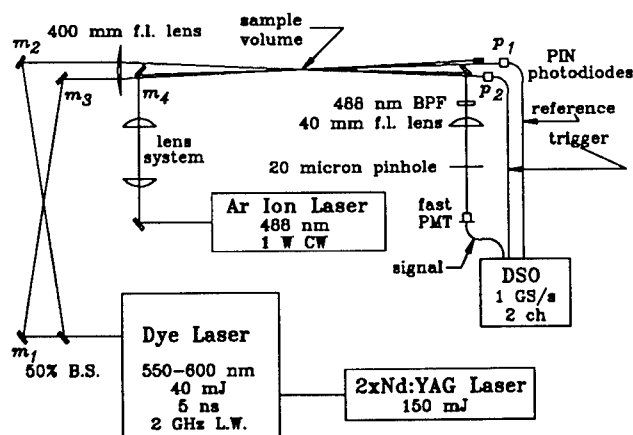 m2
400 mm f.l. lens
sample
volume
m3
m4
p1
p2
PIN
photodiodes
488 nm BPF
40 mm f.l. lens
reference
trigger
lens
system
20 micron pinhole
Ar Ion Laser
488 nm
1 W CW
fast
PMT
signal
DSO
1 GS/s
2 ch
m1
50% B.S.
Dye Laser
550-600 nm
40 mJ
5 ns
2 GHz L.W.
2xNd:YAG Laser
150 mJ